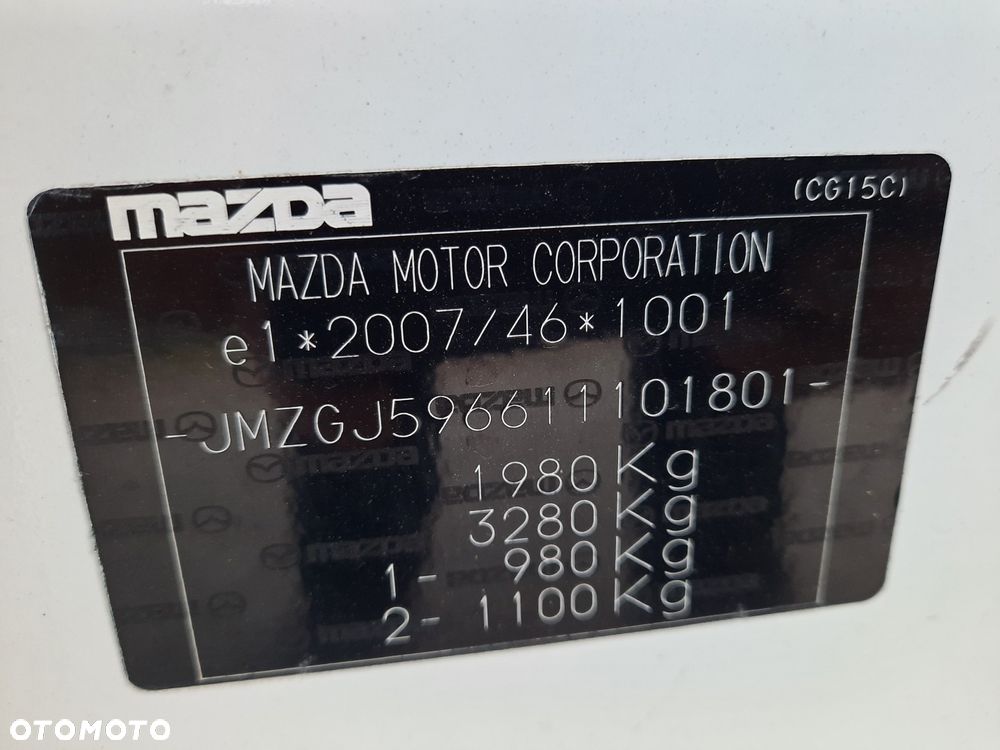 mazda
(CG15C)
MAZDA MOTOR CORPORATION
e1*2007/46*1001
-JMZGJ596611101801-
1980 Kg
3280 Kg
1- 980 Kg
2- 1100 Kg
OTOMOTO